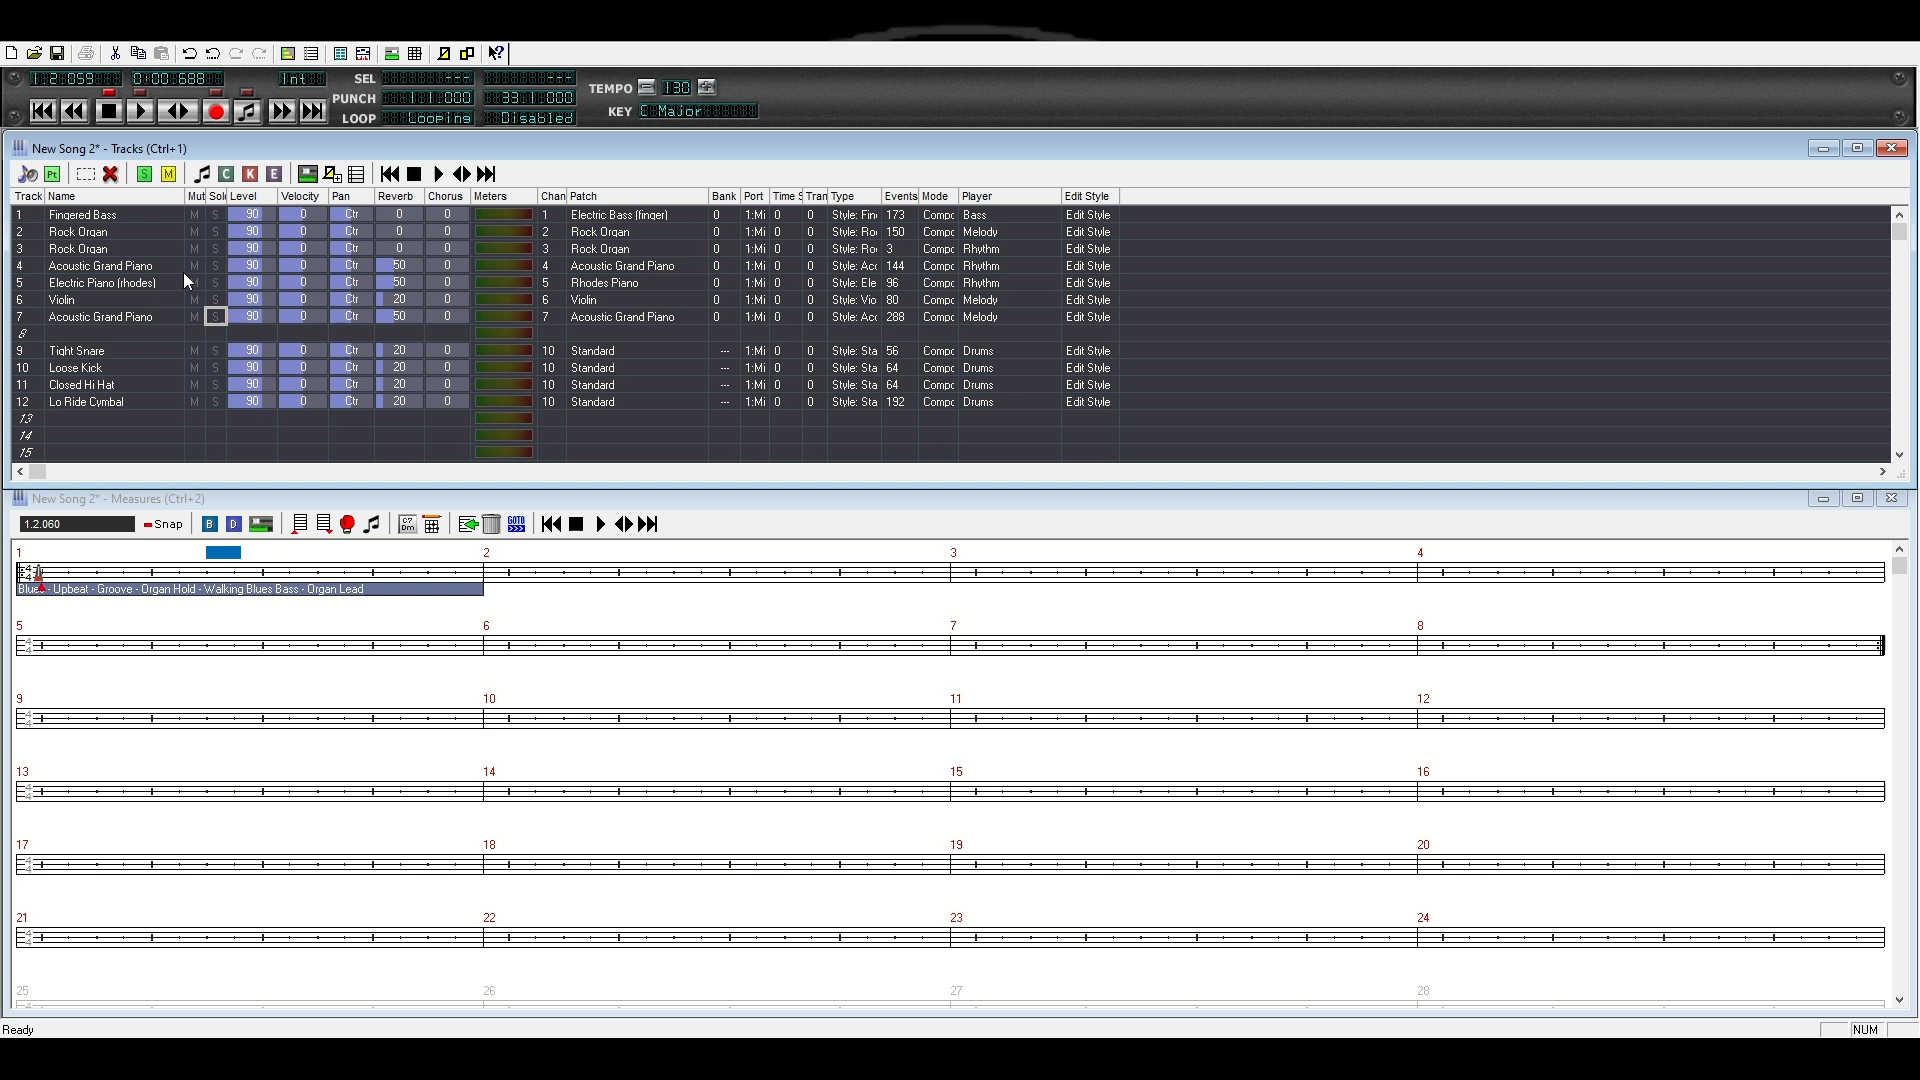 1:2:059 0:00:688 Int SEL ---
---
TEMPO 130
PUNCH 1:1:000 33:1:000
KEY C Major
LOOP Looping Disabled
New Song 2* - Tracks (Ctrl+1)
Pt S M C K E
Track Name Mut Solo Level Velocity Pan Reverb Chorus Meters Chan Patch Bank Port Time S Tran Type Events Mode Player Edit Style
1 Fingered Bass M S 90 0 Ctr 0 0 1 Electric Bass (finger) 0 1:Mi 0 0 Style: Fin 173 Compo Bass Edit Style
2 Rock Organ M S 90 0 Ctr 0 0 2 Rock Organ 0 1:Mi 0 0 Style: Ro 150 Compo Melody Edit Style
3 Rock Organ M S 90 0 Ctr 0 0 3 Rock Organ 0 1:Mi 0 0 Style: Ro 3 Compo Rhythm Edit Style
4 Acoustic Grand Piano M S 90 0 Ctr 50 0 4 Acoustic Grand Piano 0 1:Mi 0 0 Style: Acc 144 Compo Rhythm Edit Style
5 Electric Piano (rhodes) M S 90 0 Ctr 50 0 5 Rhodes Piano 0 1:Mi 0 0 Style: Ele 96 Compo Rhythm Edit Style
6 Violin M S 90 0 Ctr 20 0 6 Violin 0 1:Mi 0 0 Style: Vio 80 Compo Melody Edit Style
7 Acoustic Grand Piano M S 90 0 Ctr 50 0 7 Acoustic Grand Piano 0 1:Mi 0 0 Style: Acc 288 Compo Melody Edit Style
8
9 Tight Snare M S 90 0 Ctr 20 0 10 Standard --- 1:Mi 0 0 Style: Sta 56 Compo Drums Edit Style
10 Loose Kick M S 90 0 Ctr 20 0 10 Standard --- 1:Mi 0 0 Style: Sta 64 Compo Drums Edit Style
11 Closed Hi Hat M S 90 0 Ctr 20 0 10 Standard --- 1:Mi 0 0 Style: Sta 64 Compo Drums Edit Style
12 Lo Ride Cymbal M S 90 0 Ctr 20 0 10 Standard --- 1:Mi 0 0 Style: Sta 192 Compo Drums Edit Style
13
14
15
New Song 2* - Measures (Ctrl+2)
1.2.060 Snap B D C7 Dm GOTO
1 2 3 4
4
4
Blues - Upbeat - Groove - Organ Hold - Walking Blues Bass - Organ Lead
5 6 7 8
4
4
9 10 11 12
4
4
13 14 15 16
4
4
17 18 19 20
4
4
21 22 23 24
4
4
25 26 27 28
Ready NUM